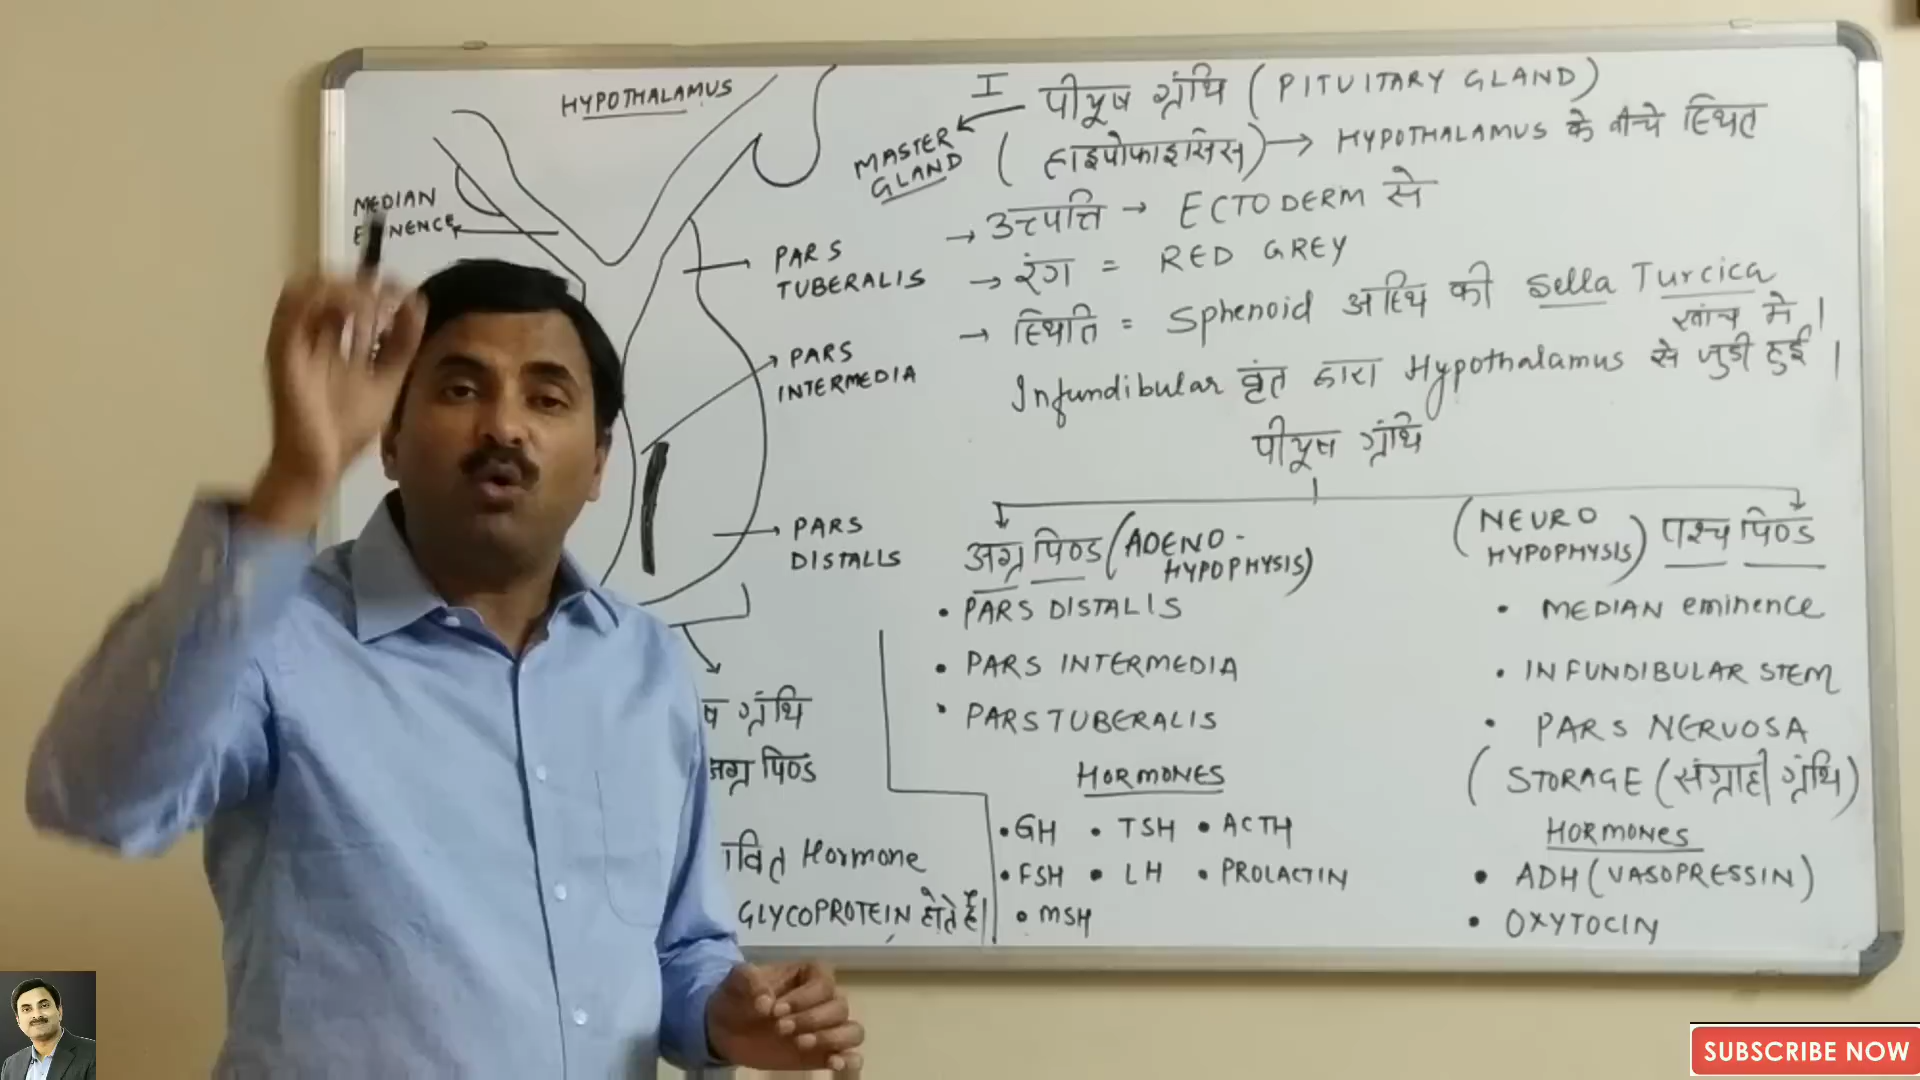 HYPOTHALAMUS
MEDIAN
PARS
TUBERALIS
PARS
INTERMEDIA
PARS
DISTALLS
ग्रंथि
अग्र पिण्ड
Hormone
GLYCOPROTEIN होते है।
I पीयूष ग्रंथि (PITUITARY GLAND)
MASTER
GLAND
(हाइपोफाइसिस) → HYPOTHALAMUS के नीचे स्थित
→ उत्त्पत्ति → ECTODERM से
→ रंग = RED GREY
→ स्थिति = Sphenoid अस्थि की Sella Turcica
खांच मे।
Infundibular वृंत द्वारा Hypothalamus से जुडी हुई।
पीयूष ग्रंथि
अग्र पिण्ड (ADENO-
HYPOPHYSIS)
• PARS DISTALIS
• PARS INTERMEDIA
• PARS TUBERALIS
HORMONES
• GH • TSH • ACTH
• FSH • LH • PROLACTIN
• MSH
(NEURO
HYPOPHYSIS) पश्च पिण्ड
• MEDIAN eminence
• INFUNDIBULAR STEM
• PARS NERVOSA
(STORAGE (संग्राही ग्रंथि)
HORMONES
• ADH (VASOPRESSIN)
• OXYTOCIN
SUBSCRIBE NOW